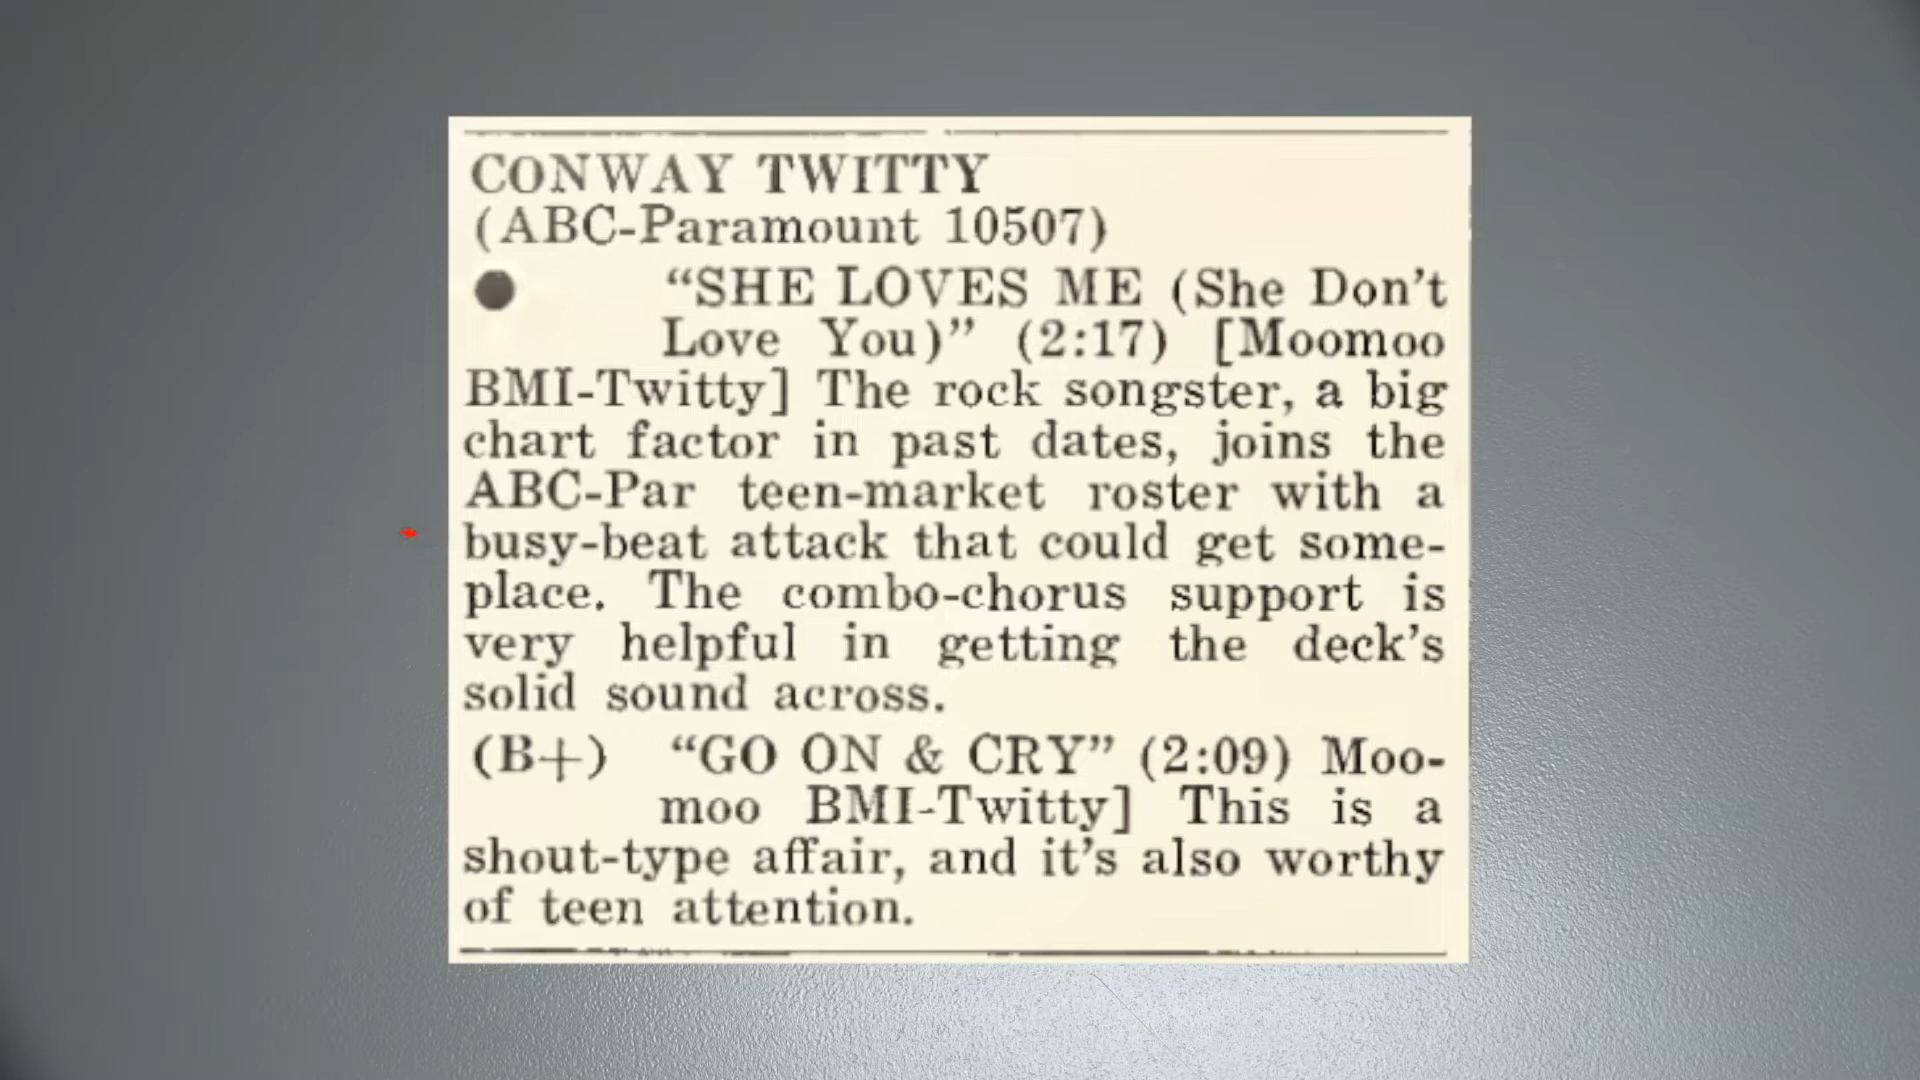 CONWAY TWITTY
(ABC-Paramount 10507)
“SHE LOVES ME (She Don’t
Love You)” (2:17) [Moomoo
BMI-Twitty] The rock songster, a big
chart factor in past dates, joins the
ABC-Par teen-market roster with a
busy-beat attack that could get some-
place. The combo-chorus support is
very helpful in getting the deck’s
solid sound across.
(B+) “GO ON & CRY” (2:09) Moo-
moo BMI-Twitty] This is a
shout-type affair, and it’s also worthy
of teen attention.